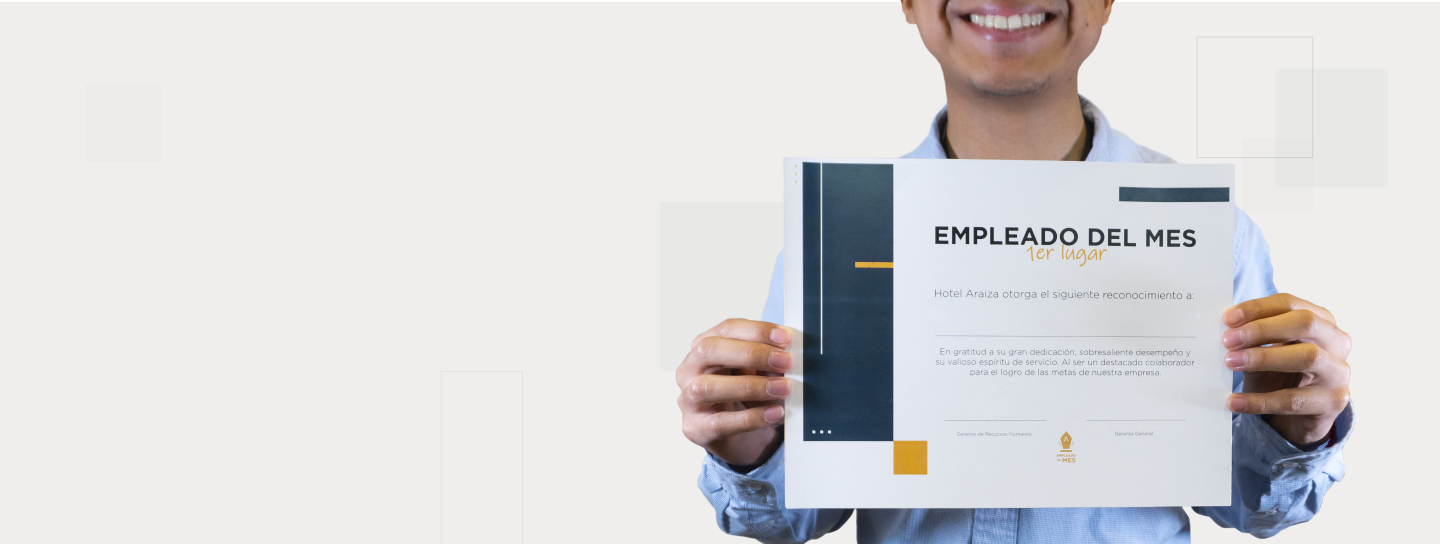 EMPLEADO DEL MES
1er lugar
Hotel Araiza otorga el siguiente reconocimiento a:
En gratitud a su gran dedicación, sobresaliente desempeño y
su valioso espíritu de servicio. Al ser un destacado colaborador
para el logro de las metas de nuestra empresa.
Gerente de Recursos Humanos
Gerente General
EMPLEADO
DEL MES